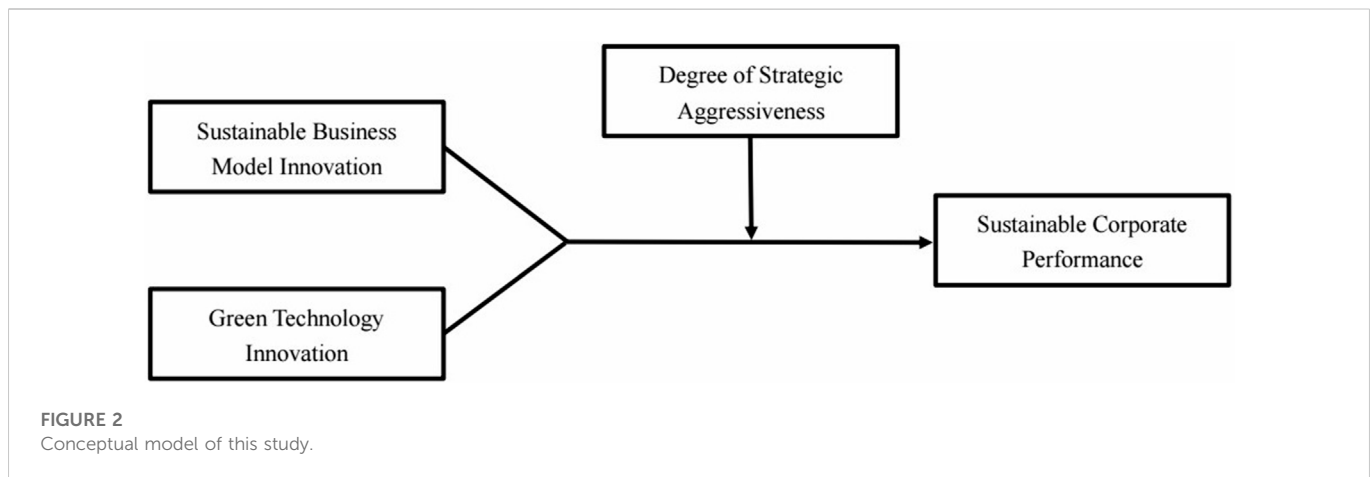 Degree of Strategic
Aggressiveness
Sustainable Business
Model Innovation
Sustainable Corporate
Performance
Green Technology
Innovation
FIGURE 2
Conceptual model of this study.